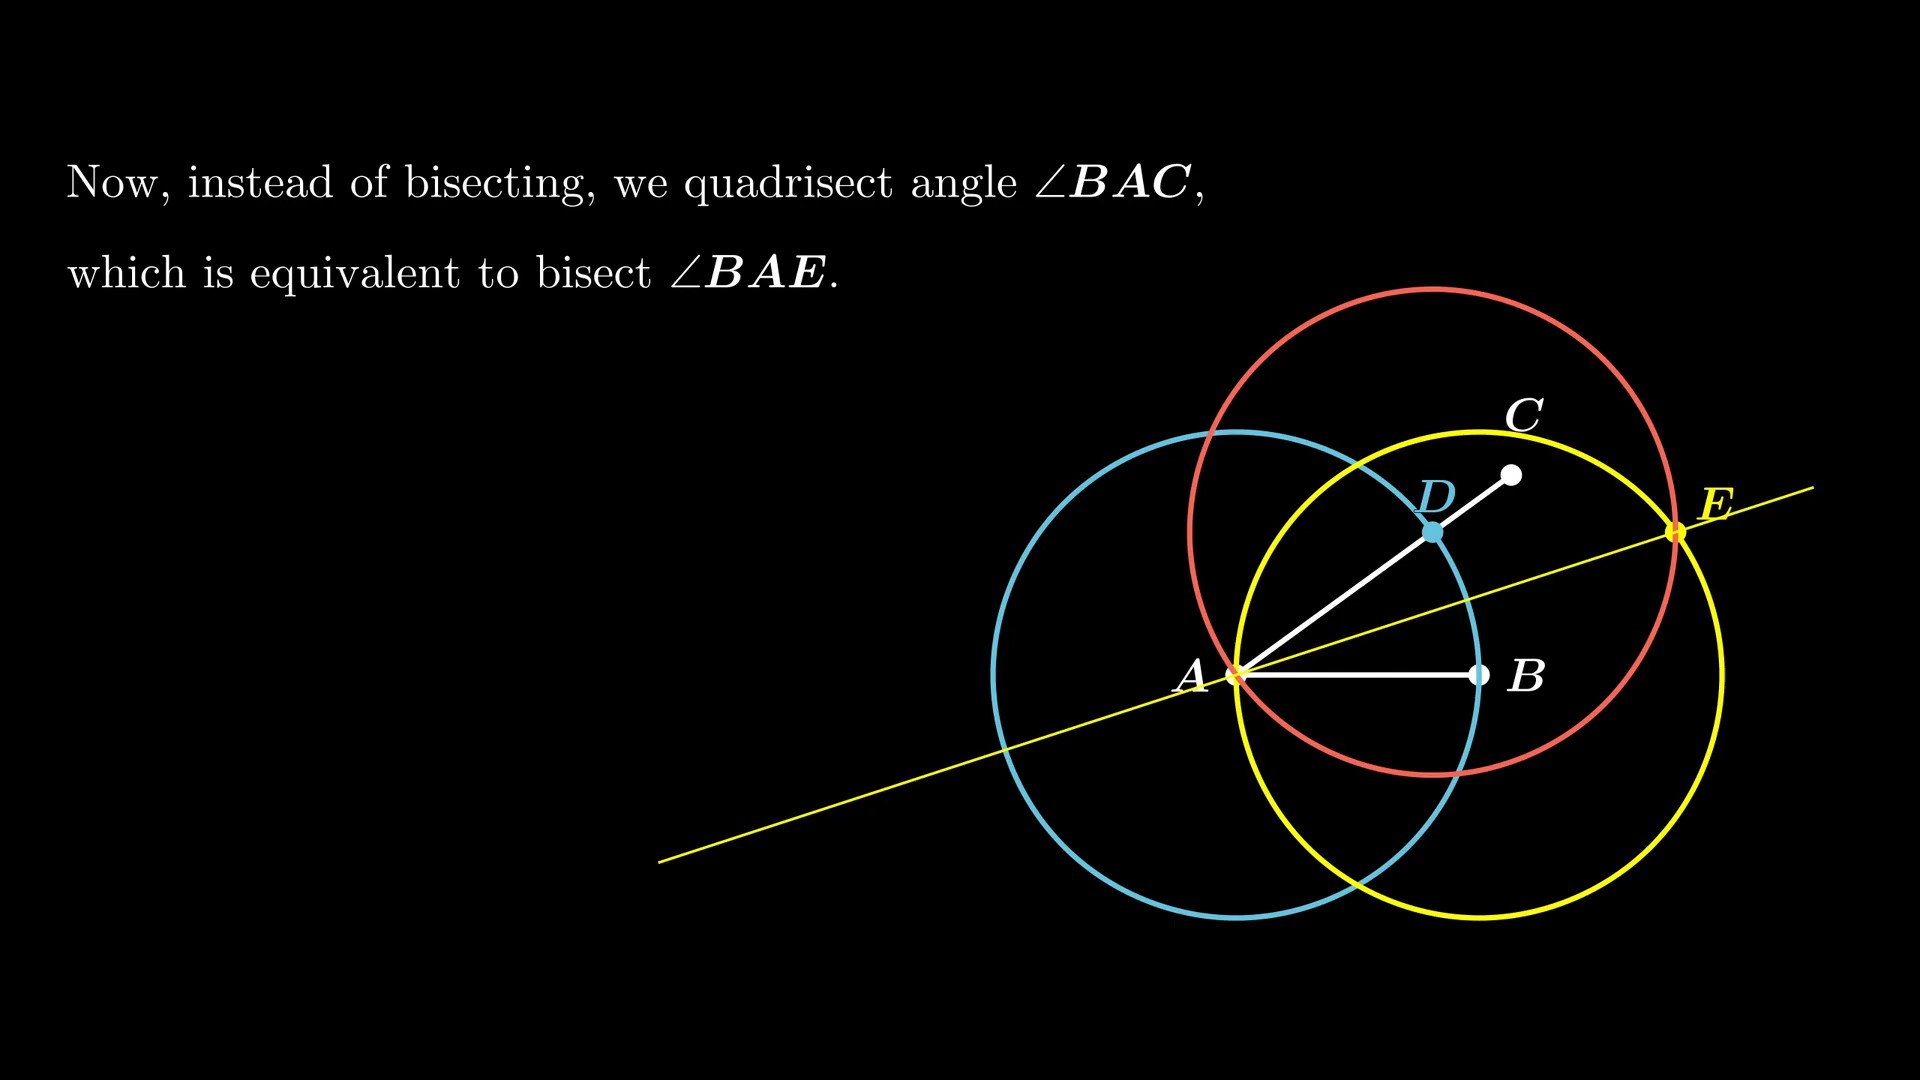 Now, instead of bisecting, we quadrisect angle ∠BAC,
which is equivalent to bisect ∠BAE.
C
D
E
A
B